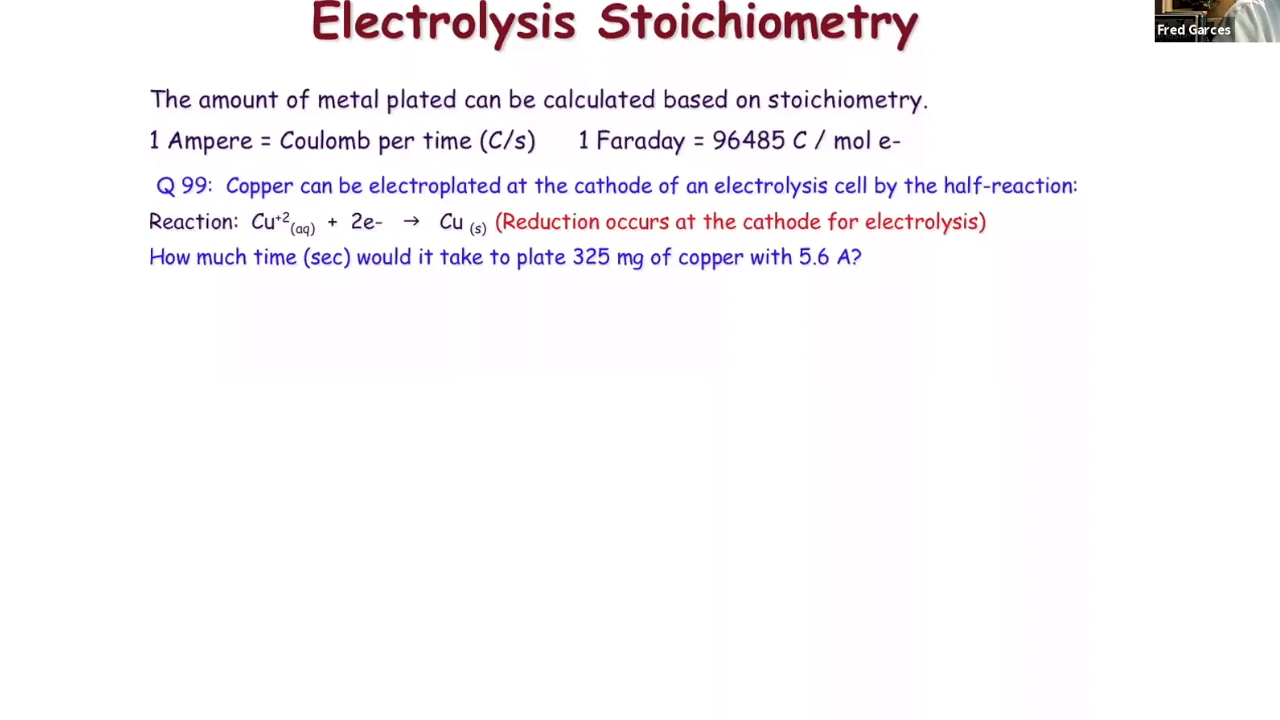 Electrolysis Stoichiometry
Fred Garces
The amount of metal plated can be calculated based on stoichiometry.
1 Ampere = Coulomb per time (C/s) 1 Faraday = 96485 C / mol e-
Q 99: Copper can be electroplated at the cathode of an electrolysis cell by the half-reaction:
Reaction: Cu⁺²₍aq₎ + 2e- → Cu ₍s₎ (Reduction occurs at the cathode for electrolysis)
How much time (sec) would it take to plate 325 mg of copper with 5.6 A?